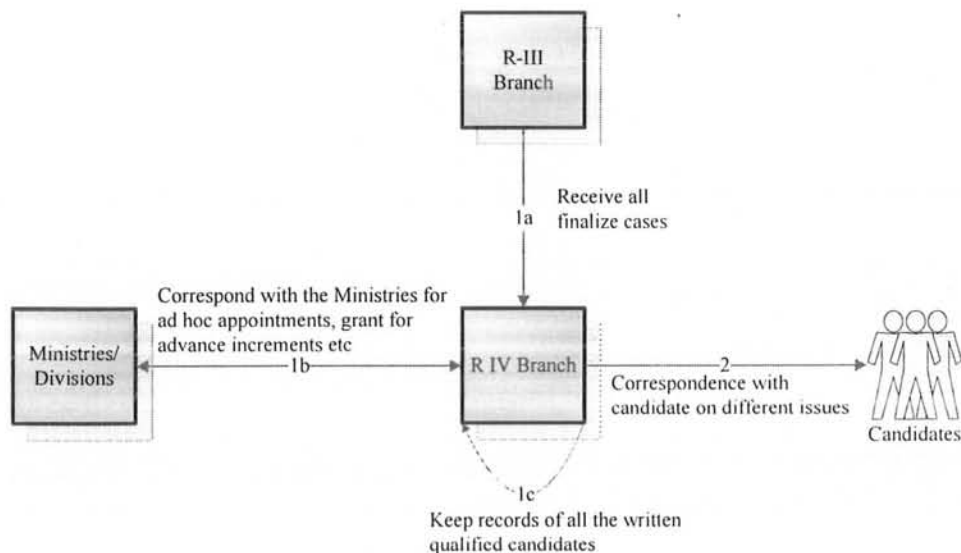 R-III
Branch
1a
Receive all
finalize cases
Correspond with the Ministries for
ad hoc appointments, grant for
advance increments etc
1b
Ministries/
Divisions
R IV Branch
2
Correspondence with
candidate on different issues
Candidates
1c
Keep records of all the written
qualified candidates